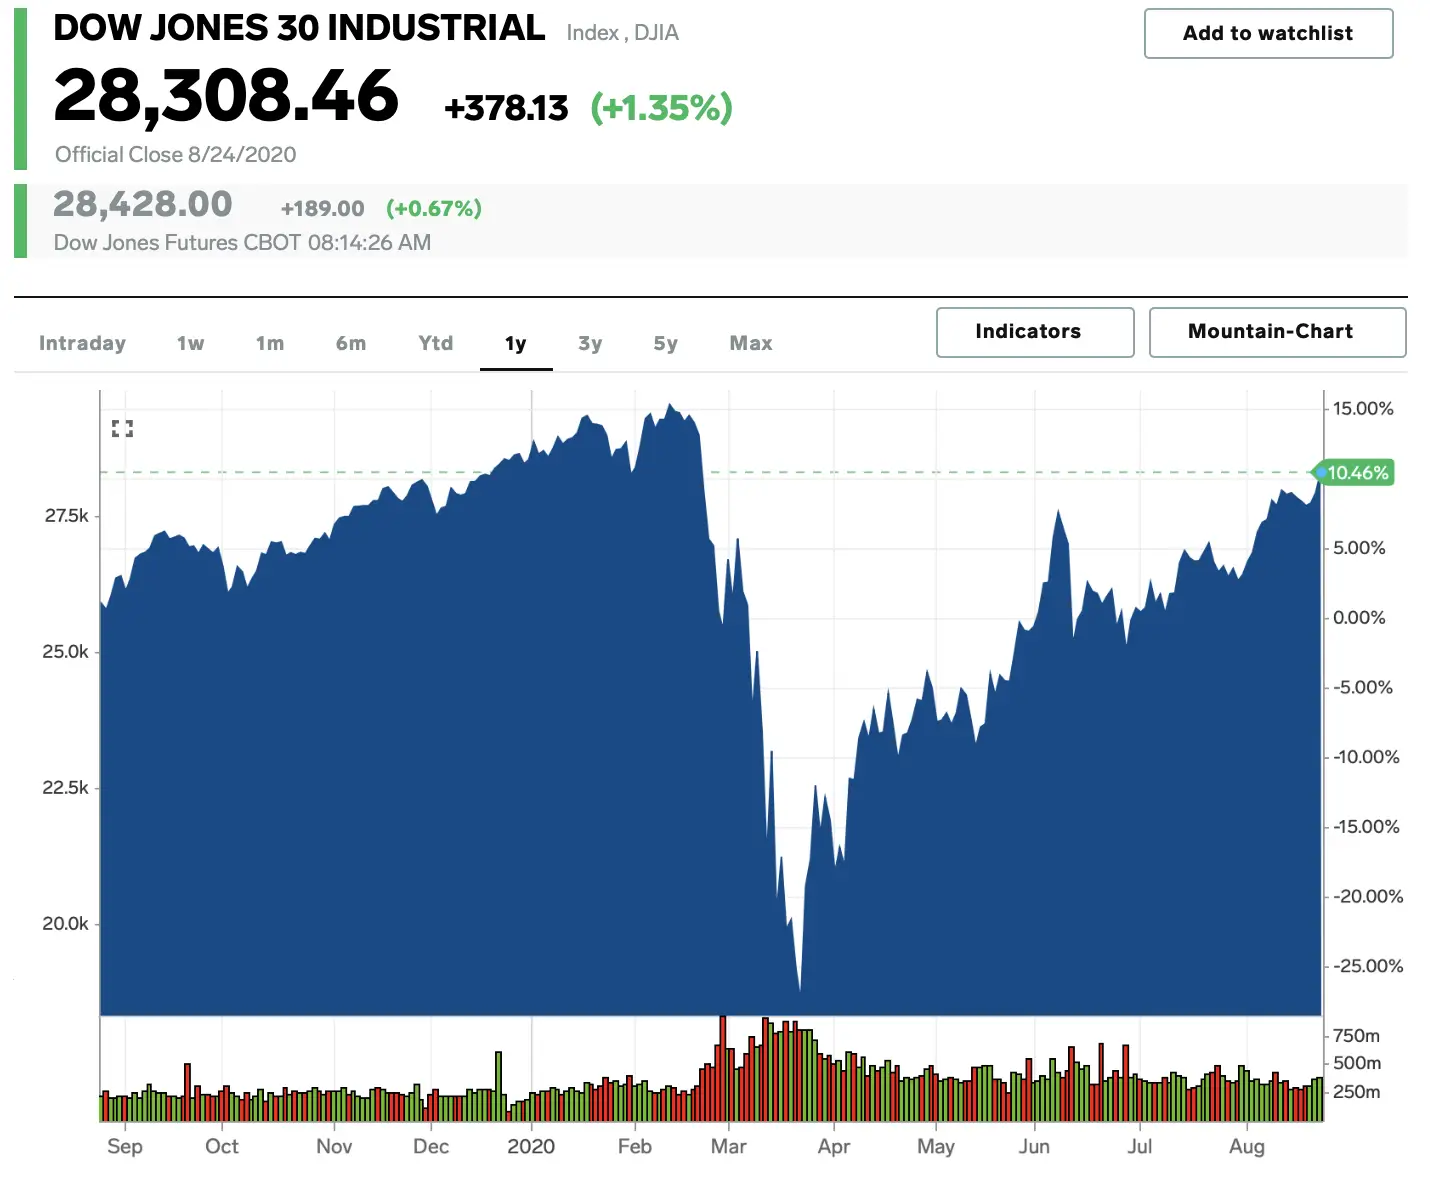 DOW JONES 30 INDUSTRIAL Index , DJIA
Add to watchlist
28,308.46 +378.13 (+1.35%)
Official Close 8/24/2020
28,428.00 +189.00 (+0.67%)
Dow Jones Futures CBOT 08:14:26 AM
Intraday 1w 1m 6m Ytd 1y 3y 5y Max
Indicators
Mountain-Chart
15.00%
10.46%
27.5k
5.00%
0.00%
25.0k
-5.00%
-10.00%
22.5k
-15.00%
-20.00%
20.0k
-25.00%
750m
500m
250m
Sep Oct Nov Dec 2020 Feb Mar Apr May Jun Jul Aug